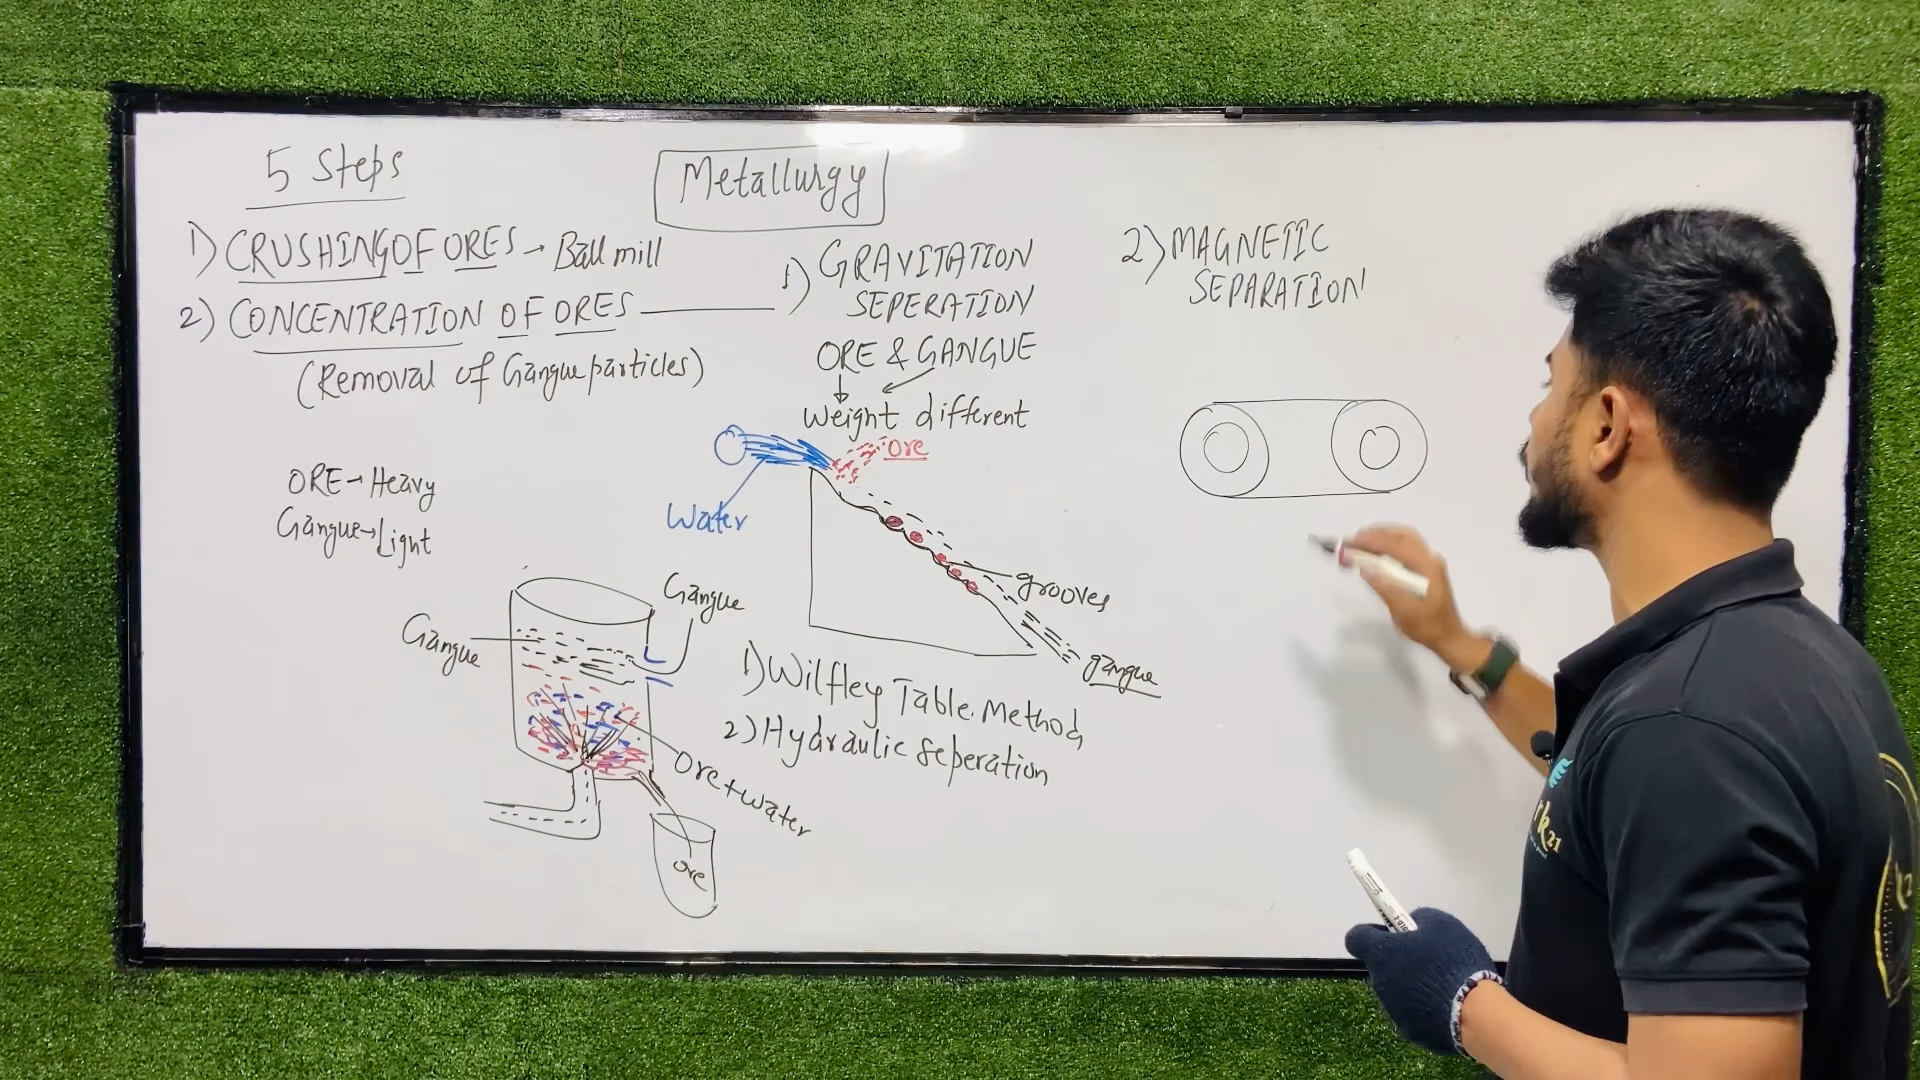 5 Steps
Metallurgy
1) CRUSHING OF ORES → Ball mill
2) CONCENTRATION OF ORES
(Removal of Gangue particles)
ORE → Heavy
Gangue → Light
Gangue
Gangue
Ore + Water
Ore
1) GRAVITATION
SEPERATION
ORE & GANGUE
Weight different
Ore
Water
grooves
gangue
1) Wilfley Table Method
2) Hydraulic Seperation
2) MAGNETIC
SEPARATION